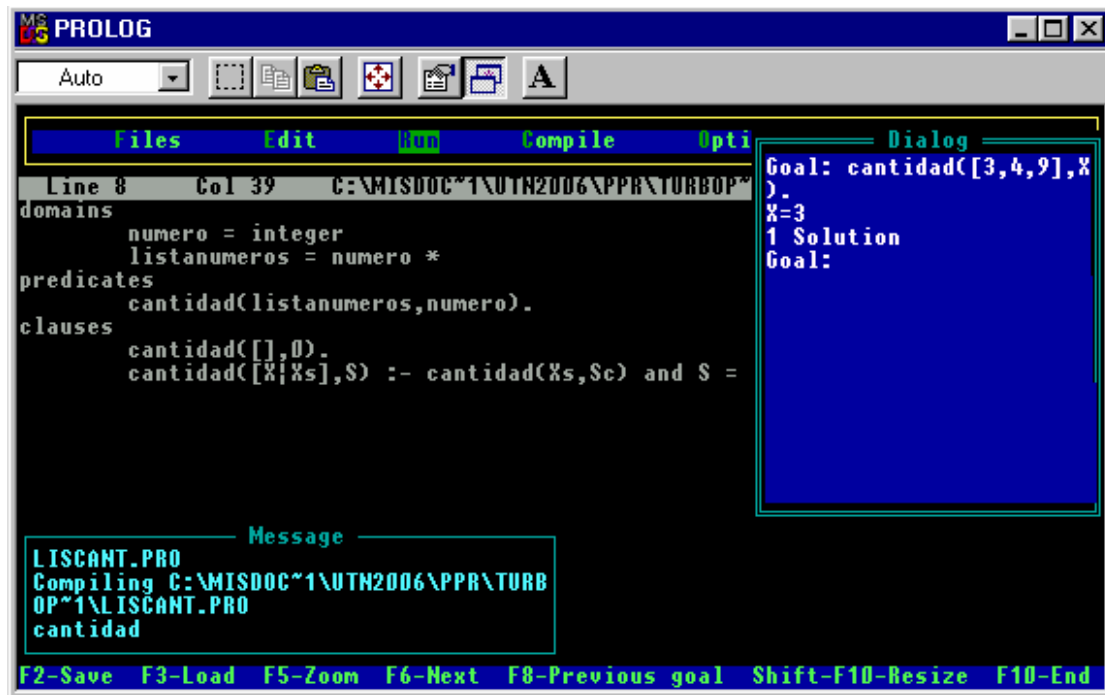 PROLOG
Auto
A
Files Edit Run Compile Opti
Line 8 Col 39 C:\MISDOC~1\UTN2006\PPR\TURBOP~
domains
numero = integer
listanumeros = numero *
predicates
cantidad(listanumeros,numero).
clauses
cantidad([],0).
cantidad([X|Xs],S) :- cantidad(Xs,Sc) and S =
Dialog
Goal: cantidad([3,4,9],X
).
X=3
1 Solution
Goal:
Message
LISCANT.PRO
Compiling C:\MISDOC~1\UTN2006\PPR\TURB
OP~1\LISCANT.PRO
cantidad
F2-Save F3-Load F5-Zoom F6-Next F8-Previous goal Shift-F10-Resize F10-End